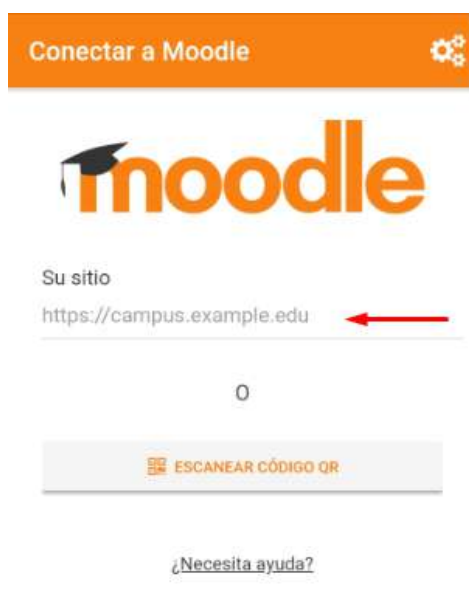 Conectar a Moodle
moodle
Su sitio
https://campus.example.edu
O
ESCANEAR CÓDIGO QR
¿Necesita ayuda?